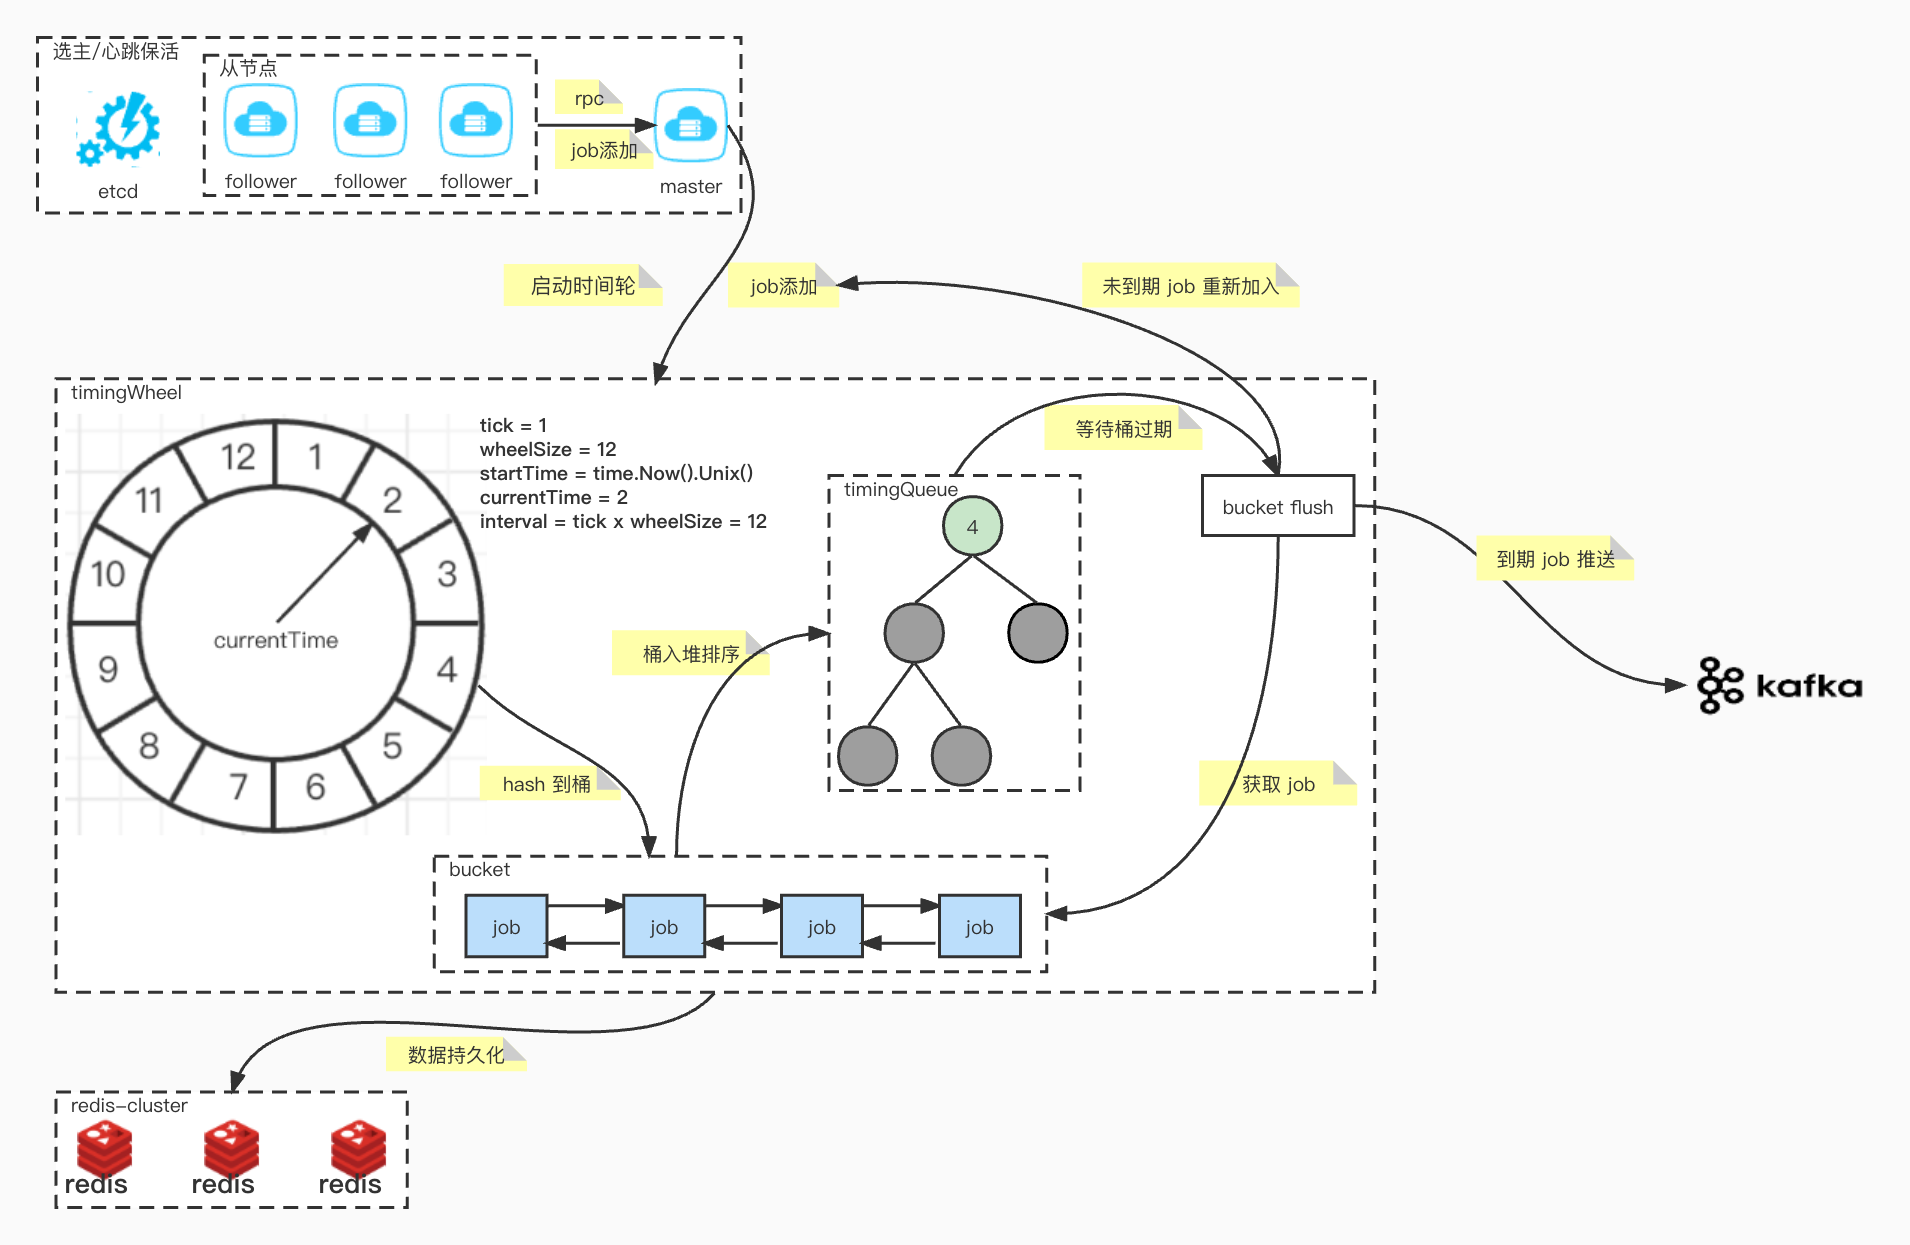 选主/心跳保活
从节点
etcd
follower
follower
follower
rpc
job添加
master
启动时间轮
job添加
未到期 job 重新加入
timingWheel
12
1
2
3
4
5
6
7
8
9
10
11
currentTime
tick = 1
wheelSize = 12
startTime = time.Now().Unix()
currentTime = 2
interval = tick x wheelSize = 12
等待桶过期
timingQueue
4
bucket flush
到期 job 推送
kafka
桶入堆排序
hash 到桶
获取 job
bucket
job
job
job
job
数据持久化
redis-cluster
redis
redis
redis